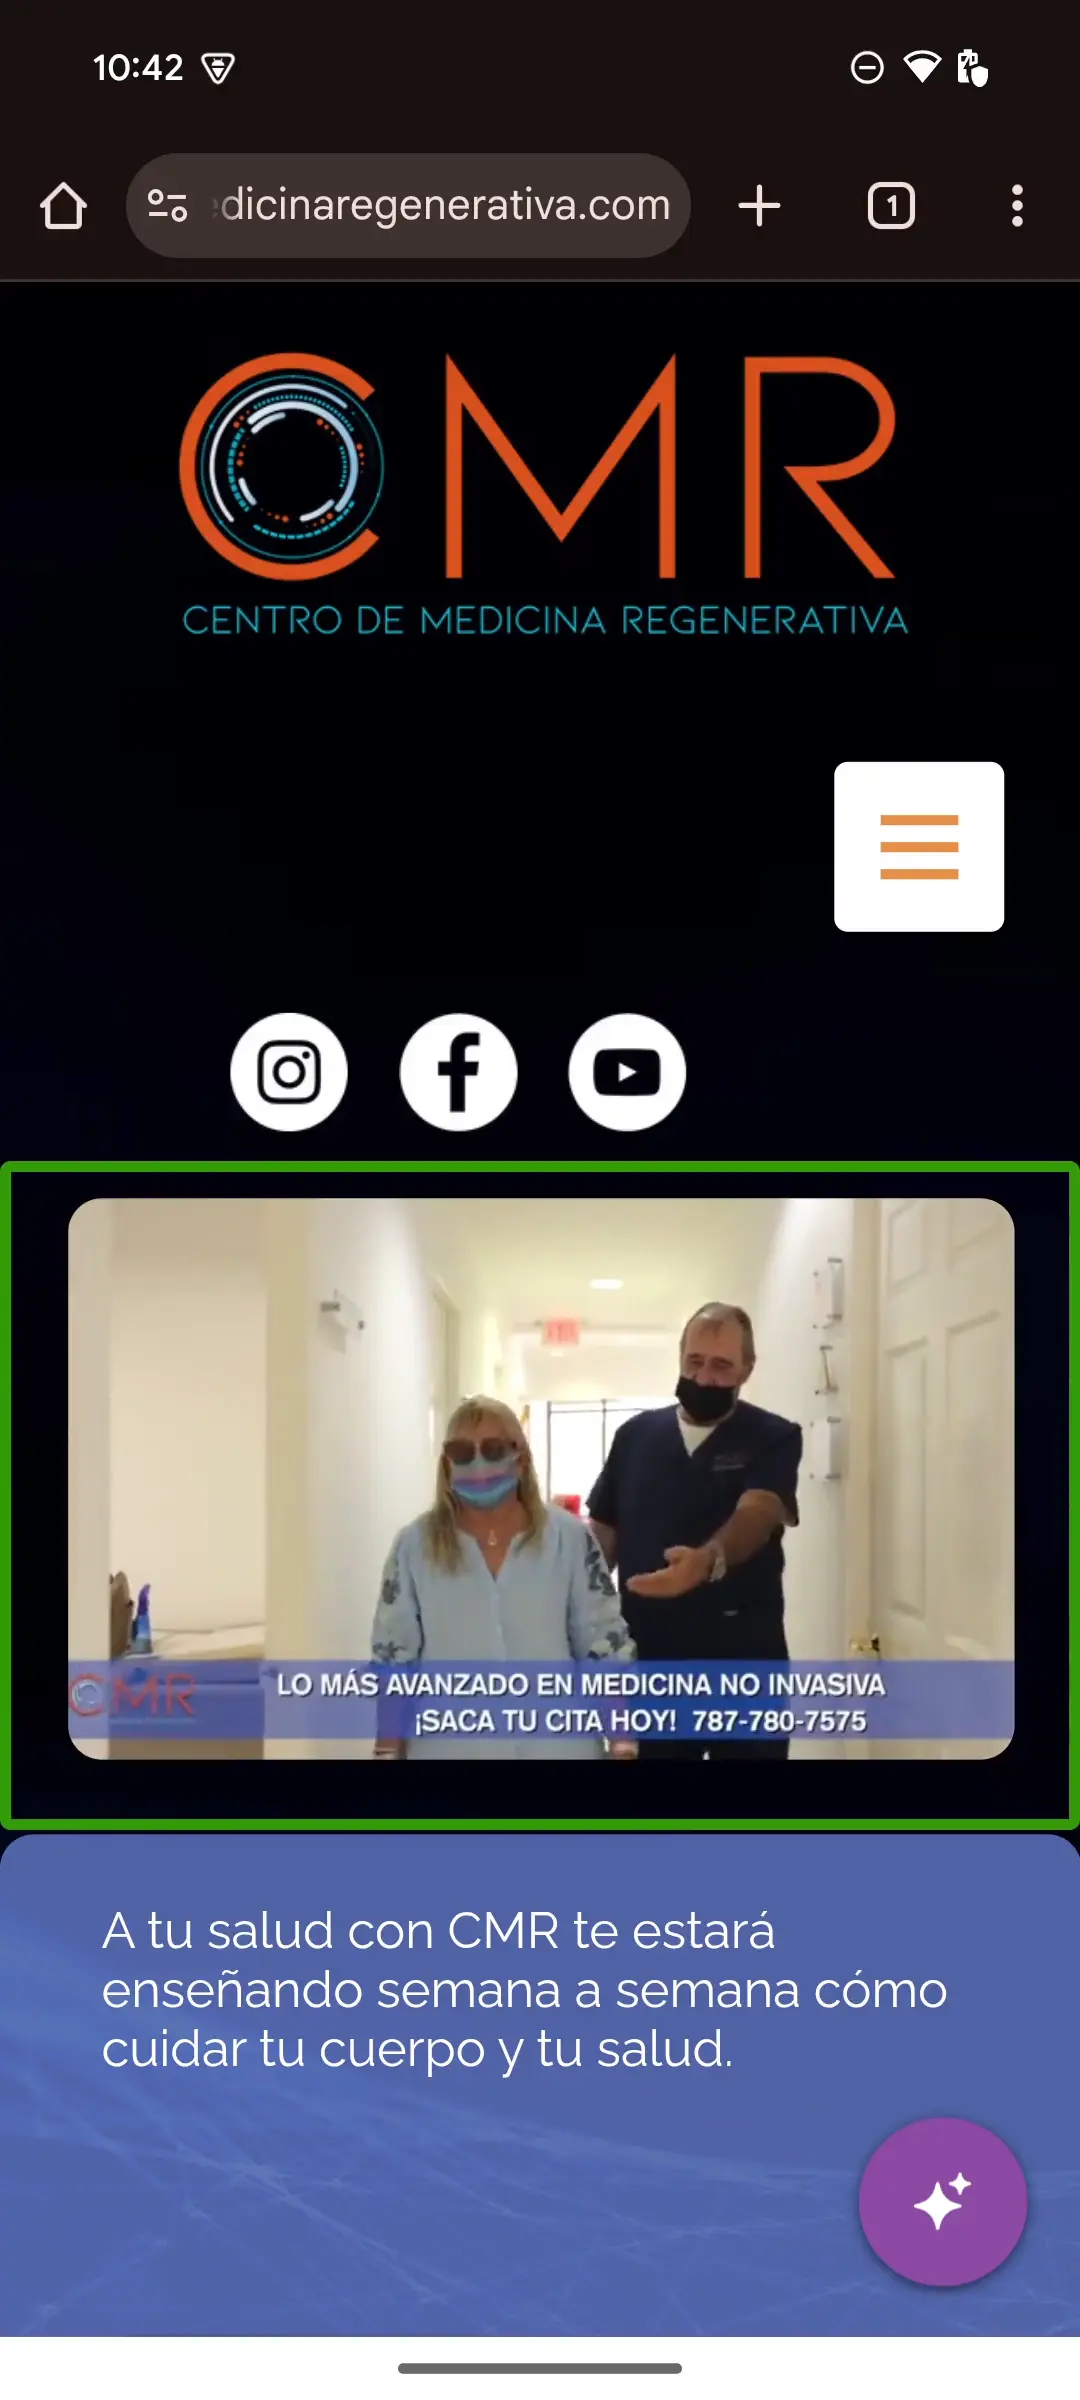 10:42
edicinaregenerativa.com
1
CMR
CENTRO DE MEDICINA REGENERATIVA
EXIT
CMR
LO MÁS AVANZADO EN MEDICINA NO INVASIVA
¡SACA TU CITA HOY! 787-780-7575
A tu salud con CMR te estará
enseñando semana a semana cómo
cuidar tu cuerpo y tu salud.